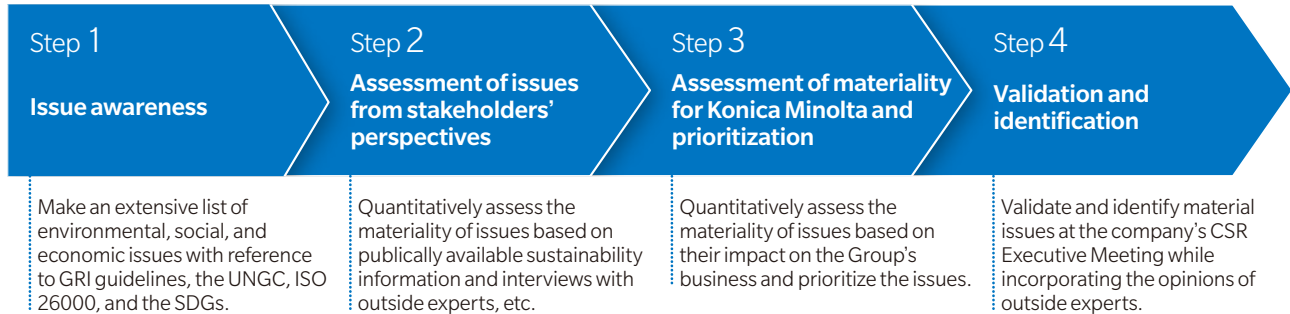 Step 1
Issue awareness
Make an extensive list of
environmental, social, and
economic issues with reference
to GRI guidelines, the UNGC, ISO
26000, and the SDGs.
Step 2
Assessment of issues
from stakeholders’
perspectives
Quantitatively assess the
materiality of issues based on
publically available sustainability
information and interviews with
outside experts, etc.
Step 3
Assessment of materiality
for Konica Minolta and
prioritization
Quantitatively assess the
materiality of issues based on
their impact on the Group’s
business and prioritize the issues.
Step 4
Validation and
identification
Validate and identify material
issues at the company’s CSR
Executive Meeting while
incorporating the opinions of
outside experts.